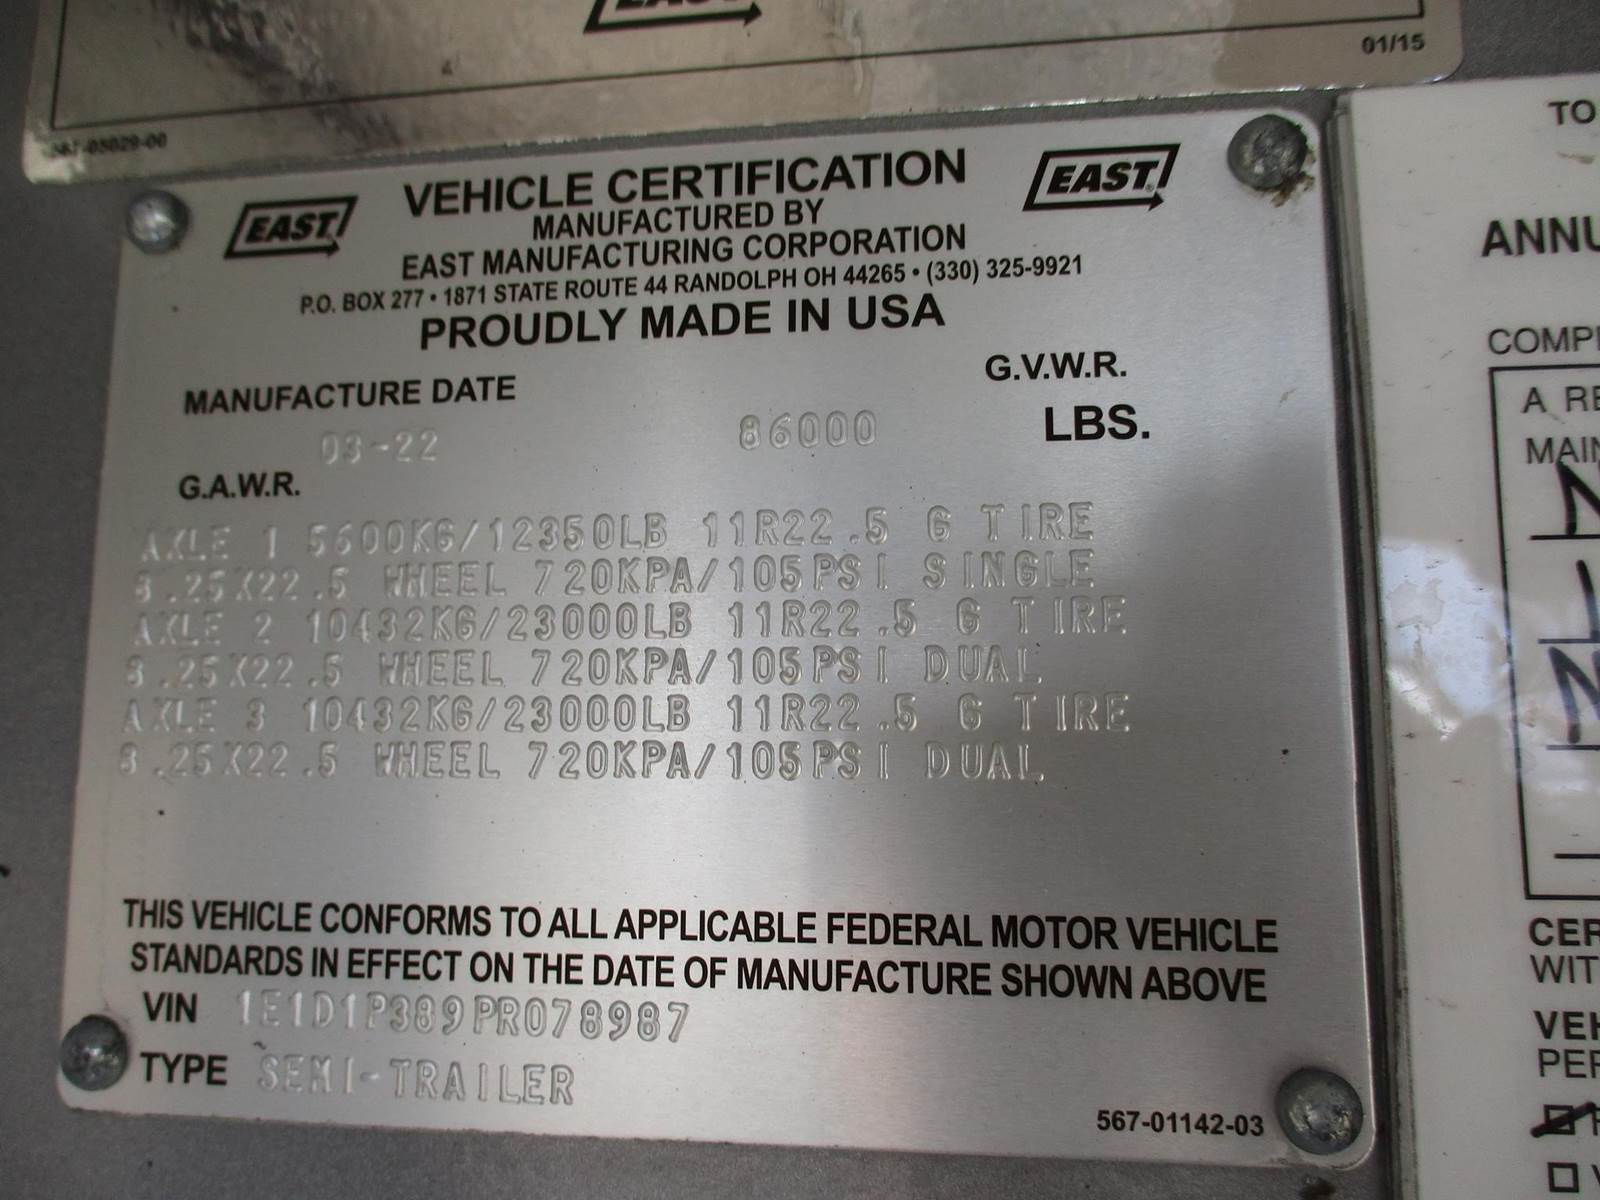 EAST
01/15
567-05029-00
EAST
VEHICLE CERTIFICATION
EAST
MANUFACTURED BY
EAST MANUFACTURING CORPORATION
P.O. BOX 277 • 1871 STATE ROUTE 44 RANDOLPH OH 44265 • (330) 325-9921
PROUDLY MADE IN USA
MANUFACTURE DATE
G.V.W.R.
03-22
86000
LBS.
G.A.W.R.
AXLE 1 5600KG/12350LB 11R22.5 G TIRE
8.25X22.5 WHEEL 720KPA/105PSI SINGLE
AXLE 2 10432KG/23000LB 11R22.5 G TIRE
8.25X22.5 WHEEL 720KPA/105PSI DUAL
AXLE 3 10432KG/23000LB 11R22.5 G TIRE
8.25X22.5 WHEEL 720KPA/105PSI DUAL
THIS VEHICLE CONFORMS TO ALL APPLICABLE FEDERAL MOTOR VEHICLE
STANDARDS IN EFFECT ON THE DATE OF MANUFACTURE SHOWN ABOVE
VIN 1E1D1P389PR078987
TYPE SEMI-TRAILER
567-01142-03
TO
ANNU
COMP
A RE
MAIN
CER
WIT
VEH
PER